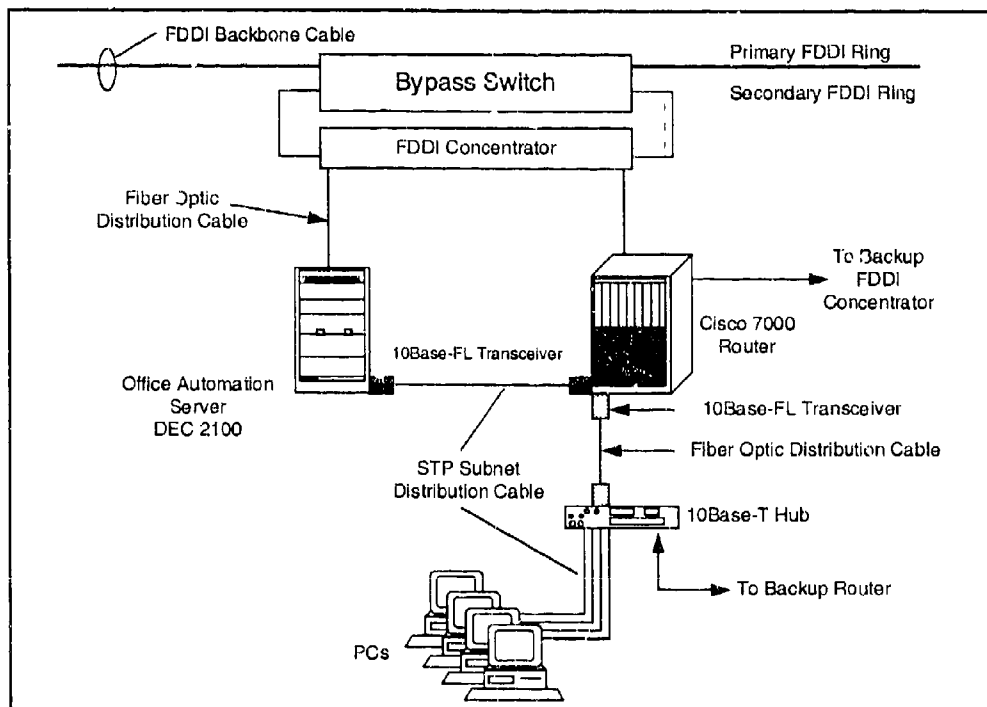 FDDI Backbone Cable
Primary FDDI Ring
Bypass Switch
Secondary FDDI Ring
FDDI Concentrator
Fiber Optic
Distribution Cable
To Backup
FDDI
Concentrator
Cisco 7000
Router
10Base-FL Transceiver
Office Automation
Server
DEC 2100
10Base-FL Transceiver
Fiber Optic Distribution Cable
STP Subnet
Distribution Cable
10Base-T Hub
To Backup Router
PCs